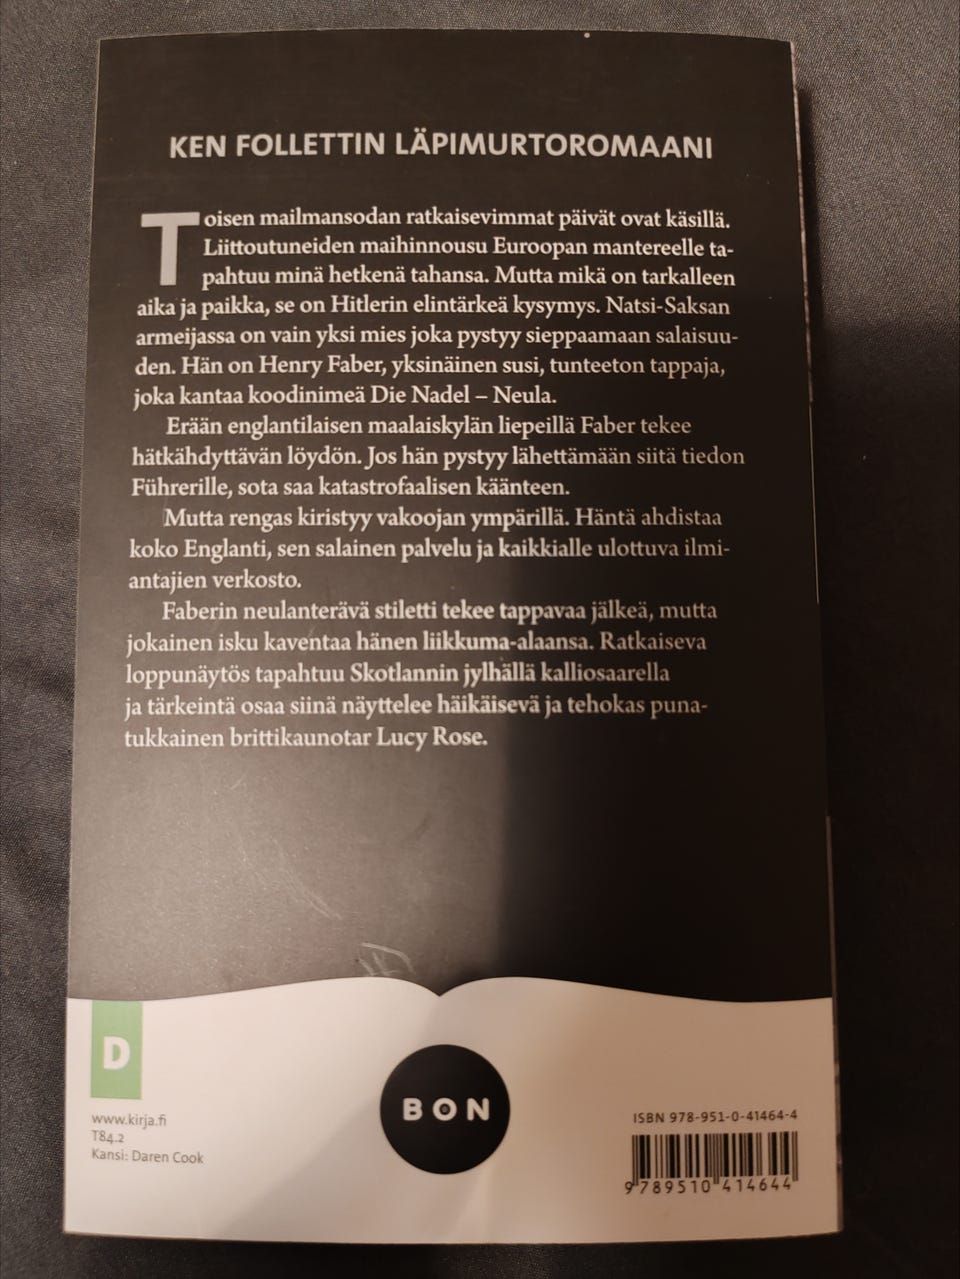 KEN FOLLETTIN LÄPIMURTOROMAANI
Toisen mailmansodan ratkaisevimmat päivät ovat käsillä.
Liittoutuneiden maihinnousu Euroopan mantereelle ta-
pahtuu minä hetkenä tahansa. Mutta mikä on tarkalleen
aika ja paikka, se on Hitlerin elintärkeä kysymys. Natsi-Saksan
armeijassa on vain yksi mies joka pystyy sieppaamaan salaisuu-
den. Hän on Henry Faber, yksinäinen susi, tunteeton tappaja,
joka kantaa koodinimeä Die Nadel – Neula.
Erään englantilaisen maalaiskylän liepeillä Faber tekee
hätkähdyttävän löydön. Jos hän pystyy lähettämään siitä tiedon
Führerille, sota saa katastrofaalisen käänteen.
Mutta rengas kiristyy vakoojan ympärillä. Häntä ahdistaa
koko Englanti, sen salainen palvelu ja kaikkialle ulottuva ilmi-
antajien verkosto.
Faberin neulanterävä stiletti tekee tappavaa jälkeä, mutta
jokainen isku kaventaa hänen liikkuma-alaansa. Ratkaiseva
loppunäytös tapahtuu Skotlannin jylhällä kalliosaarella
ja tärkeintä osaa siinä näyttelee häikäisevä ja tehokas puna-
tukkainen brittikaunotar Lucy Rose.
D
www.kirja.fi
T84.2
Kansi: Daren Cook
BON
ISBN 978-951-0-41464-4
9 789510 414644